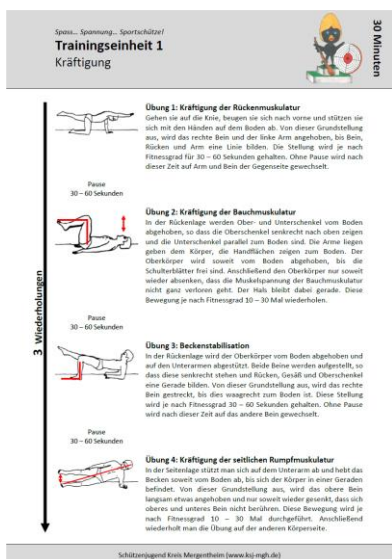 Spass… Spannung… Sportschütze!
Trainingseinheit 1
Kräftigung
30 Minuten
Übung 1: Kräftigung der Rückenmuskulatur
Gehen sie auf die Knie, beugen sie sich nach vorne und stützen sie
sich mit den Händen auf dem Boden ab. Von dieser Grundstellung
aus, wird das rechte Bein und der linke Arm angehoben, bis Bein,
Rücken und Arm eine Linie bilden. Die Stellung wird je nach
Fitnessgrad für 30 – 60 Sekunden gehalten. Ohne Pause wird nach
dieser Zeit auf Arm und Bein der Gegenseite gewechselt.
Pause
30 – 60 Sekunden
Übung 2: Kräftigung der Bauchmuskulatur
In der Rückenlage werden Ober- und Unterschenkel vom Boden
abgehoben, so dass die Oberschenkel senkrecht nach oben zeigen
und die Unterschenkel parallel zum Boden sind. Die Arme liegen
geben dem Körper, die Handflächen zeigen zum Boden. Der
Oberkörper wird soweit vom Boden abgehoben, bis die
Schulterblätter frei sind. Anschließend den Oberkörper nur soweit
wieder absenken, dass die Muskelspannung der Bauchmuskulatur
nicht ganz verloren geht. Der Hals bleibt dabei gerade. Diese
Bewegung je nach Fitnessgrad 10 – 30 Mal wiederholen.
3 Wiederholungen
Pause
30 – 60 Sekunden
Übung 3: Beckenstabilisation
In der Rückenlage wird der Oberkörper vom Boden abgehoben und
auf den Unterarmen abgestützt. Beide Beine werden aufgestellt, so
dass diese senkrecht stehen und Rücken, Gesäß und Oberschenkel
eine Gerade bilden. Von dieser Grundstellung aus, wird das rechte
Bein gestreckt, bis dies waagrecht zum Boden ist. Diese Stellung
wird je nach Fitnessgrad 30 – 60 Sekunden gehalten. Ohne Pause
wird nach dieser Zeit auf das andere Bein gewechselt.
Pause
30 – 60 Sekunden
Übung 4: Kräftigung der seitlichen Rumpfmuskulatur
In der Seitenlage stützt man sich auf dem Unterarm ab und hebt das
Becken soweit vom Boden ab, bis sich der Körper in einer Geraden
befindet. Von dieser Grundstellung aus, wird das obere Bein
langsam etwas angehoben und nur soweit wieder gesenkt, dass sich
oberes und unteres Bein nicht berühren. Diese Bewegung wird je
nach Fitnessgrad 10 – 30 Mal durchgeführt. Anschließend
wiederholt man die Übung auf der anderen Körperseite.
Schützenjugend Kreis Mergentheim (www.ksj-mgh.de)